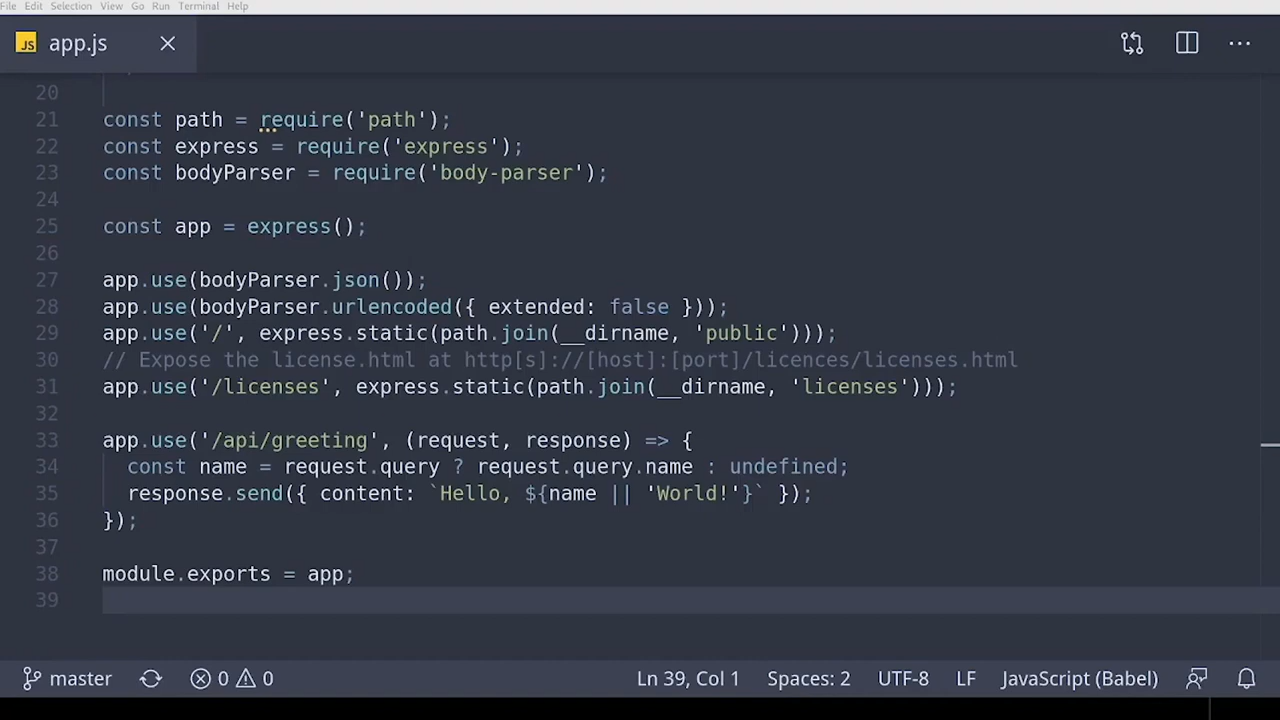 File Edit Selection View Go Run Terminal Help
JS app.js
20
21 const path = require('path');
22 const express = require('express');
23 const bodyParser = require('body-parser');
24
25 const app = express();
26
27 app.use(bodyParser.json());
28 app.use(bodyParser.urlencoded({ extended: false }));
29 app.use('/', express.static(path.join(__dirname, 'public')));
30 // Expose the license.html at http[s]://[host]:[port]/licences/licenses.html
31 app.use('/licenses', express.static(path.join(__dirname, 'licenses')));
32
33 app.use('/api/greeting', (request, response) => {
34   const name = request.query ? request.query.name : undefined;
35   response.send({ content: `Hello, ${name || 'World!'}` });
36 });
37
38 module.exports = app;
39
master 0 0 Ln 39, Col 1 Spaces: 2 UTF-8 LF JavaScript (Babel)